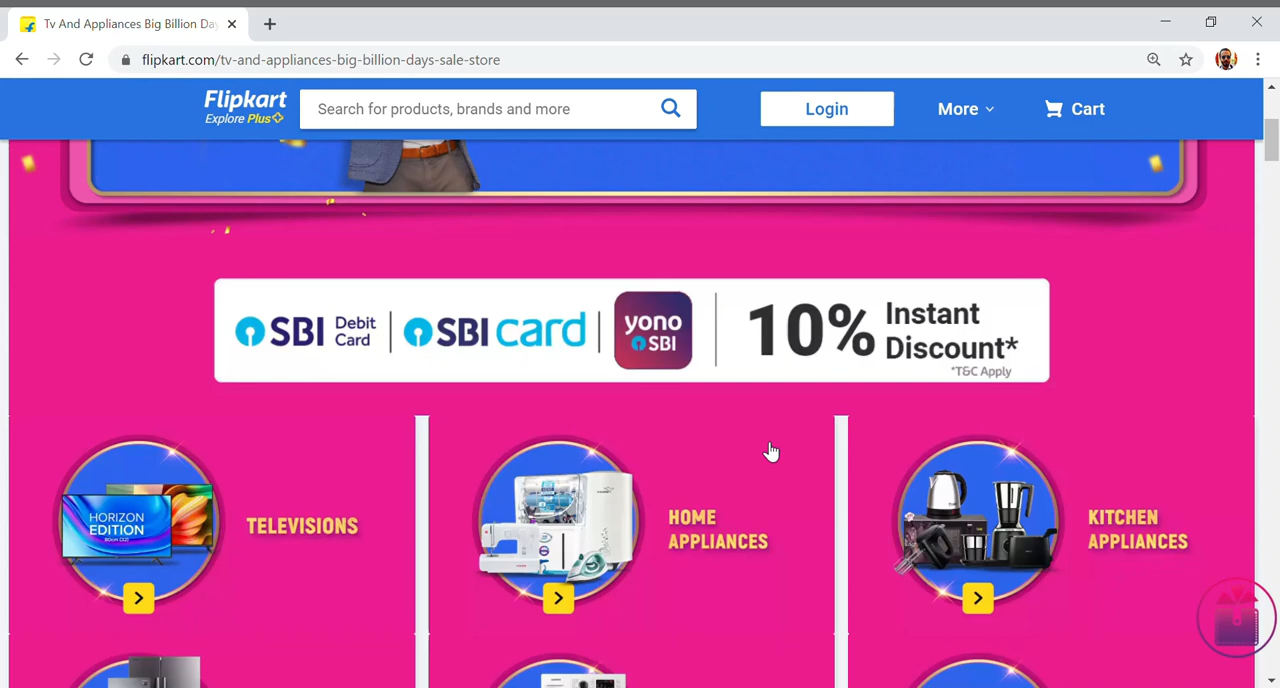 Tv And Appliances Big Billion Da
flipkart.com/tv-and-appliances-big-billion-days-sale-store
Flipkart
Explore Plus
Search for products, brands and more
Login
More
Cart
SBI Debit Card
SBI card
yono SBI
10% Instant Discount*
*T&C Apply
HORIZON
EDITION
TELEVISIONS
HOME
APPLIANCES
KITCHEN
APPLIANCES